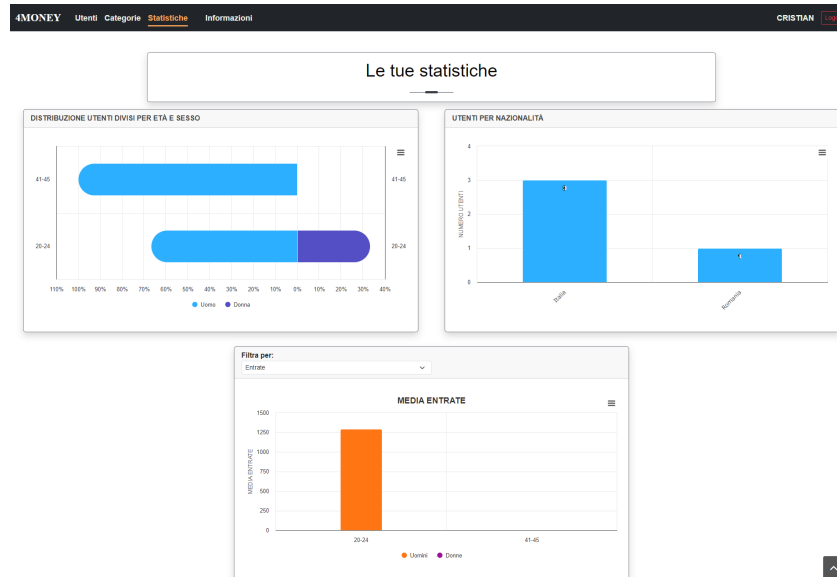 4MONEY Utenti Categorie Statistiche Informazioni CRISTIAN
Le tue statistiche
DISTRIBUZIONE UTENTI DIVISI PER ETÀ E SESSO
41-45 41-45
20-24 20-24
110% 100% 90% 80% 70% 60% 50% 40% 30% 20% 10% 0% 10% 20% 30% 40%
Uomo Donna
UTENTI PER NAZIONALITÀ
4
3
2
1
0
NUMERO UTENTI
3
1
Italia Romania
Filtra per:
Entrate
MEDIA ENTRATE
1500
1250
1000
750
500
250
0
MEDIA ENTRATE
20-24 41-45
Uomini Donne